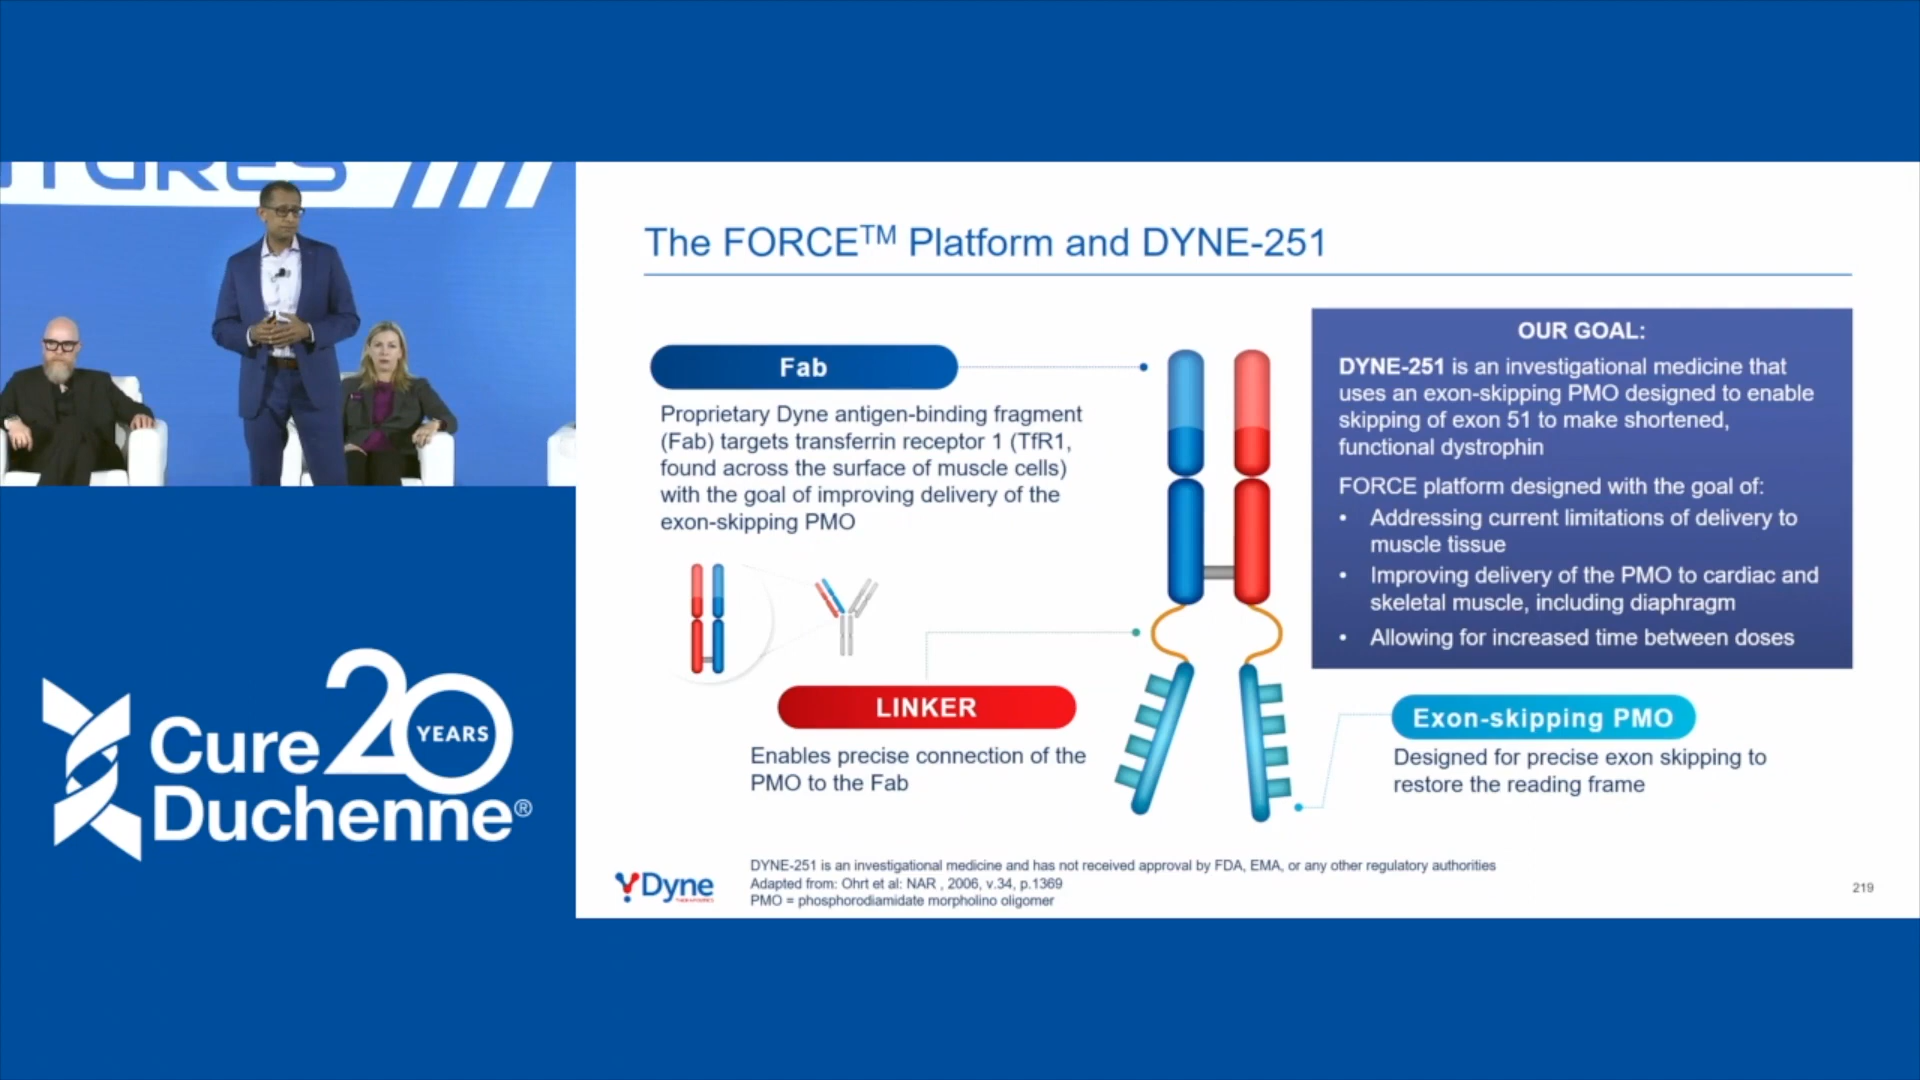 The FORCE™ Platform and DYNE-251
Fab
Proprietary Dyne antigen-binding fragment
(Fab) targets transferrin receptor 1 (TfR1,
found across the surface of muscle cells)
with the goal of improving delivery of the
exon-skipping PMO
LINKER
Enables precise connection of the
PMO to the Fab
OUR GOAL:
DYNE-251 is an investigational medicine that
uses an exon-skipping PMO designed to enable
skipping of exon 51 to make shortened,
functional dystrophin
FORCE platform designed with the goal of:
• Addressing current limitations of delivery to
muscle tissue
• Improving delivery of the PMO to cardiac and
skeletal muscle, including diaphragm
• Allowing for increased time between doses
Exon-skipping PMO
Designed for precise exon skipping to
restore the reading frame
Dyne
THERAPEUTICS
DYNE-251 is an investigational medicine and has not received approval by FDA, EMA, or any other regulatory authorities
Adapted from: Ohrt et al: NAR , 2006, v.34, p.1369
PMO = phosphorodiamidate morpholino oligomer
219
Cure 20 YEARS
Duchenne®